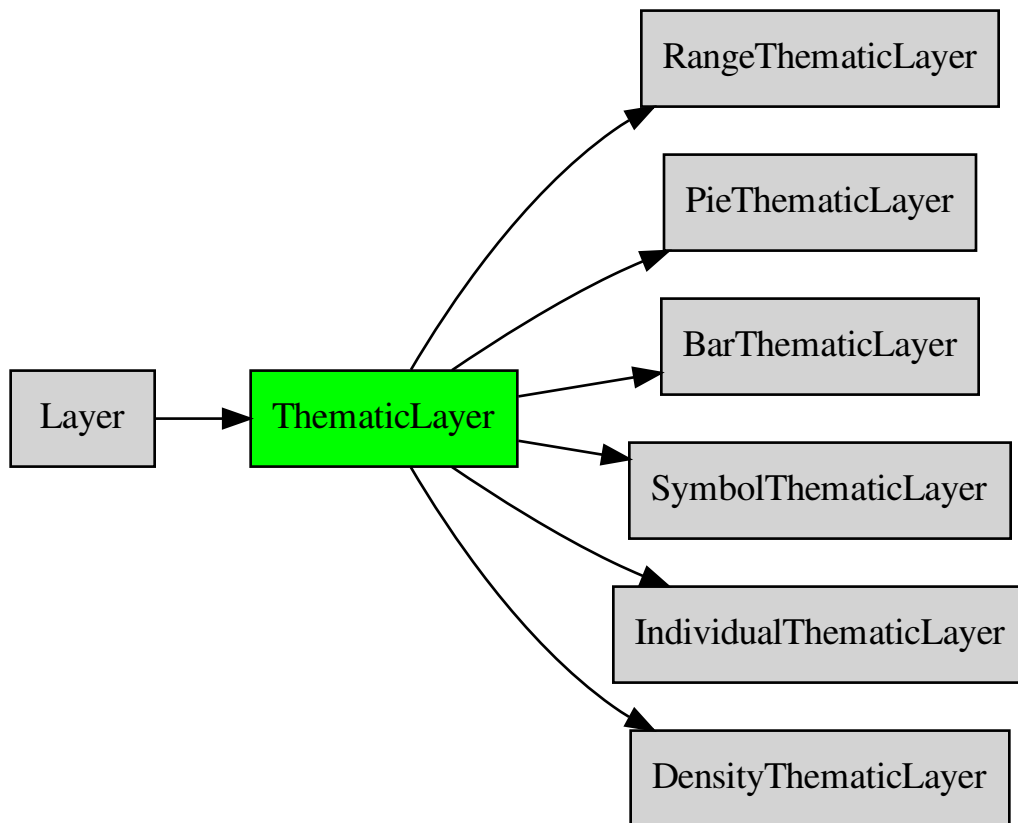 RangeThematicLayer
PieThematicLayer
BarThematicLayer
Layer
ThematicLayer
SymbolThematicLayer
IndividualThematicLayer
DensityThematicLayer